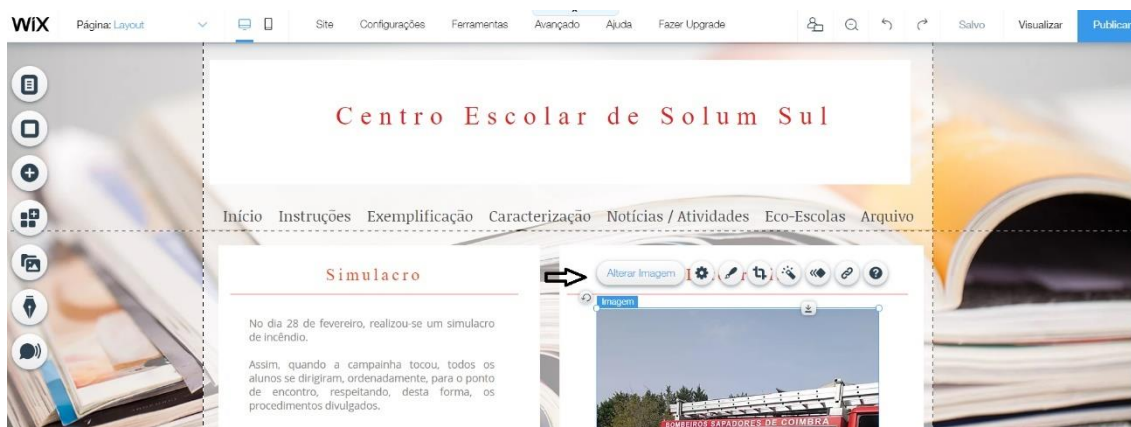 WiX Página: Layout Site Configurações Ferramentas Avançado Ajuda Fazer Upgrade Salvo Visualizar Publicar
Centro Escolar de Solum Sul
Início Instruções Exemplificação Caracterização Notícias / Atividades Eco-Escolas Arquivo
Simulacro
Alterar Imagem
Imagem
No dia 28 de fevereiro, realizou-se um simulacro
de incêndio.
Assim, quando a campainha tocou, todos os
alunos se dirigiram, ordenadamente, para o ponto
de encontro, respeitando, desta forma, os
procedimentos divulgados.
BOMBEIROS SAPADORES DE COIMBRA